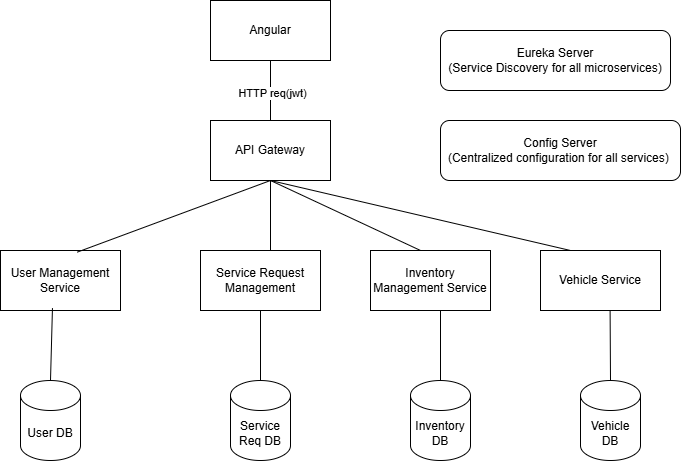 Angular
Eureka Server
(Service Discovery for all microservices)
HTTP req(jwt)
API Gateway
Config Server
(Centralized configuration for all services)
User Management
Service
Service Request
Management
Inventory
Management Service
Vehicle Service
User DB
Service
Req DB
Inventory
DB
Vehicle
DB